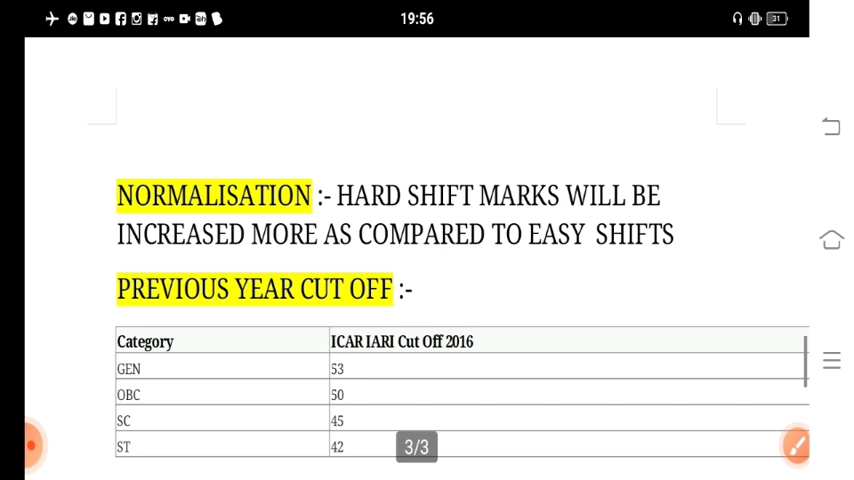 19:56
31
NORMALISATION :- HARD SHIFT MARKS WILL BE
INCREASED MORE AS COMPARED TO EASY SHIFTS
PREVIOUS YEAR CUT OFF :-
Category ICAR IARI Cut Off 2016
GEN 53
OBC 50
SC 45
ST 42
3/3